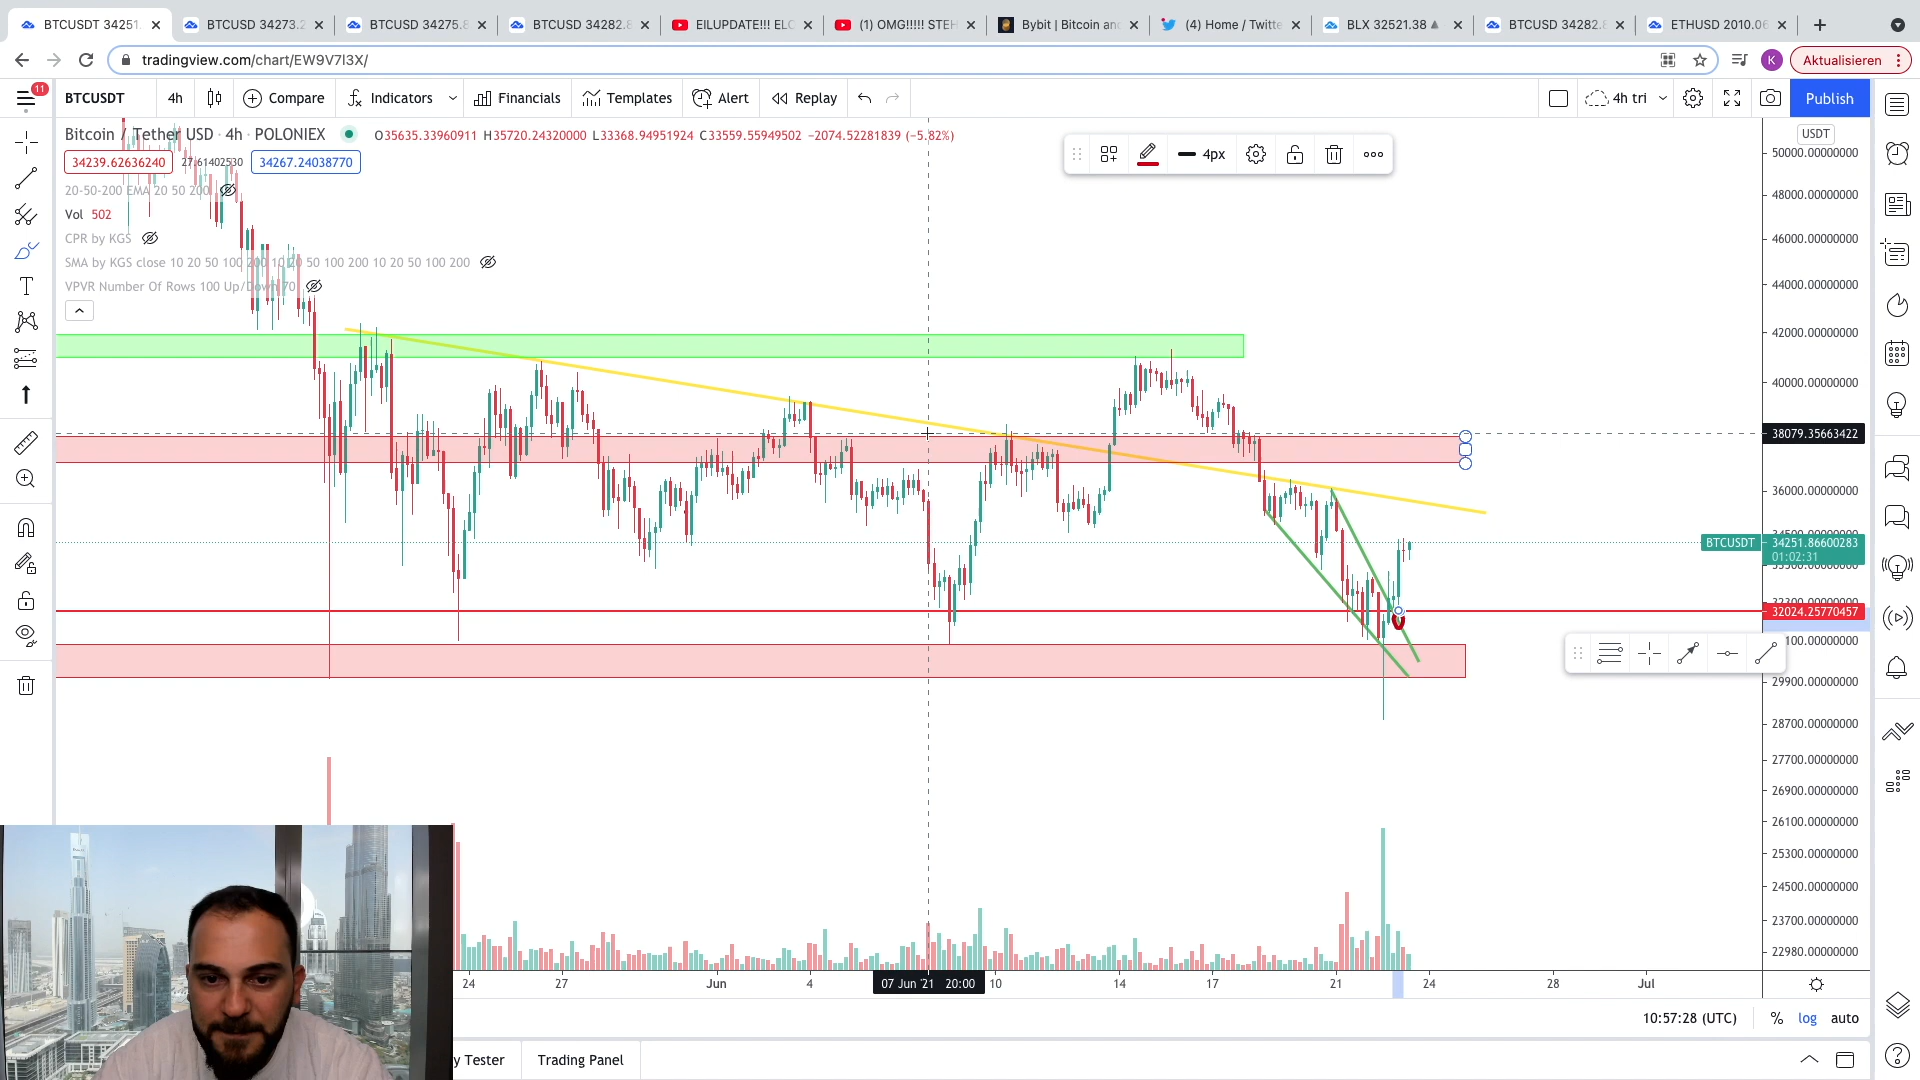 BTCUSDT 34251.
BTCUSD 34273.2
BTCUSD 34275.8
BTCUSD 34282.8
EILUPDATE!!! ELO
(1) OMG!!!!! STEH
Bybit | Bitcoin and
(4) Home / Twitte
BLX 32521.38
BTCUSD 34282.8
ETHUSD 2010.06
tradingview.com/chart/EW9V7I3X/
K
Aktualisieren
11
BTCUSDT
4h
Compare
Indicators
Financials
Templates
Alert
Replay
4h tri
Publish
Bitcoin / Tether USD · 4h · POLONIEX
O35635.33960911 H35720.24320000 L33368.94951924 C33559.55949502 −2074.52281839 (−5.82%)
34239.62636240
27.61402530
34267.24038770
20-50-200 EMA 20 50 200
Vol 502
CPR by KGS
SMA by KGS close 10 20 50 100 200 10 20 50 100 200 10 20 50 100 200
VPVR Number Of Rows 100 Up/Down 70
4px
USDT
50000.00000000
48000.00000000
46000.00000000
44000.00000000
42000.00000000
40000.00000000
38079.35663422
36000.00000000
BTCUSDT
34251.86600283
01:02:31
32024.25770457
29900.00000000
28700.00000000
27700.00000000
26900.00000000
26100.00000000
25300.00000000
24500.00000000
23700.00000000
22980.00000000
24
27
Jun
4
07 Jun '21 20:00
10
14
17
21
24
28
Jul
10:57:28 (UTC)
%
log
auto
y Tester
Trading Panel